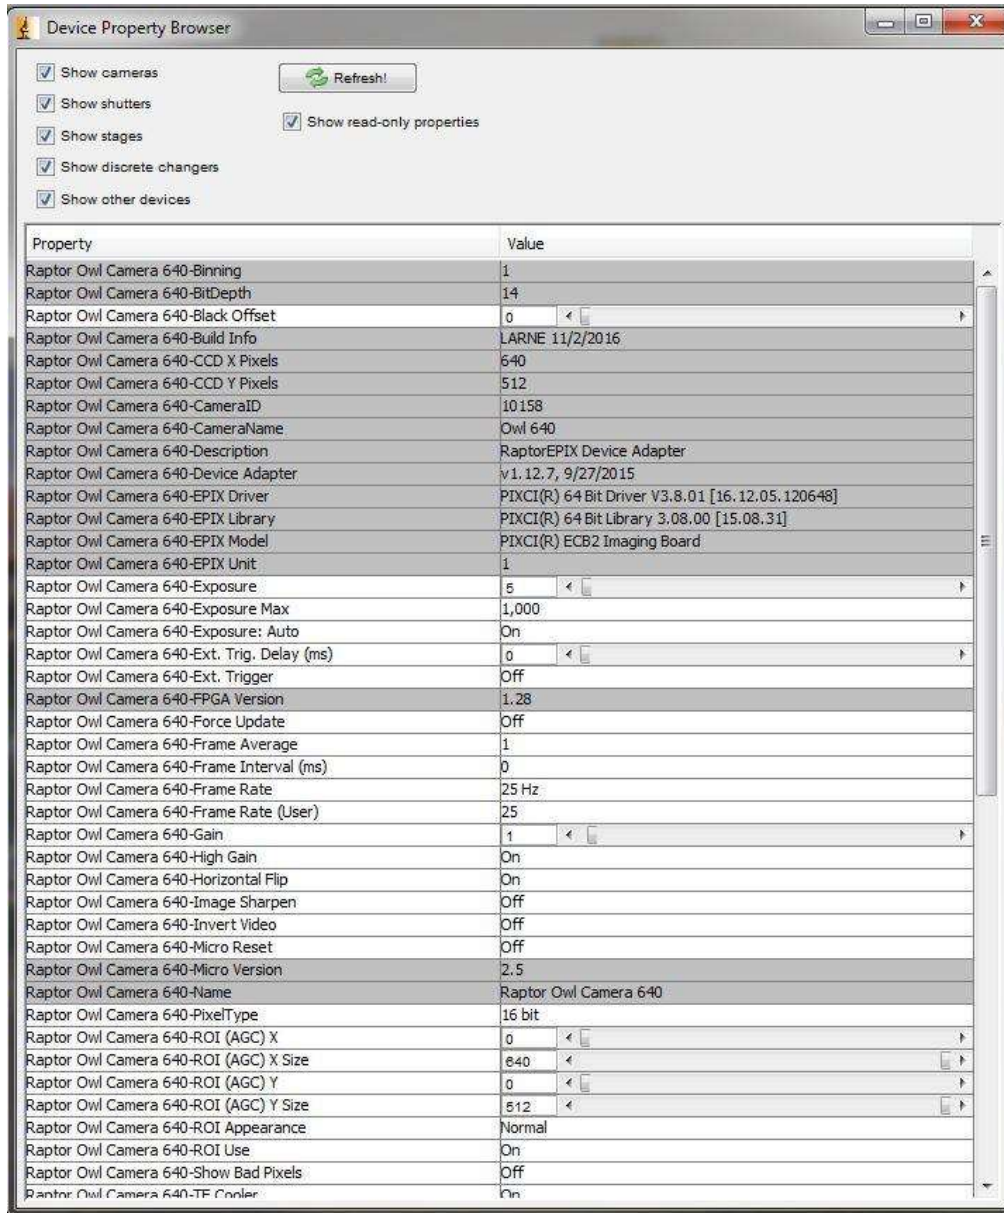 Device Property Browser
Show cameras
Refresh!
Show shutters
Show read-only properties
Show stages
Show discrete changers
Show other devices
Property Value
Raptor Owl Camera 640-Binning 1
Raptor Owl Camera 640-BitDepth 14
Raptor Owl Camera 640-Black Offset 0
Raptor Owl Camera 640-Build Info LARNE 11/2/2016
Raptor Owl Camera 640-CCD X Pixels 640
Raptor Owl Camera 640-CCD Y Pixels 512
Raptor Owl Camera 640-CameraID 10158
Raptor Owl Camera 640-CameraName Owl 640
Raptor Owl Camera 640-Description RaptorEPIX Device Adapter
Raptor Owl Camera 640-Device Adapter v1.12.7, 9/27/2015
Raptor Owl Camera 640-EPIX Driver PIXCI(R) 64 Bit Driver V3.8.01 [16.12.05.120648]
Raptor Owl Camera 640-EPIX Library PIXCI(R) 64 Bit Library 3.08.00 [15.08.31]
Raptor Owl Camera 640-EPIX Model PIXCI(R) ECB2 Imaging Board
Raptor Owl Camera 640-EPIX Unit 1
Raptor Owl Camera 640-Exposure 5
Raptor Owl Camera 640-Exposure Max 1,000
Raptor Owl Camera 640-Exposure: Auto On
Raptor Owl Camera 640-Ext. Trig. Delay (ms) 0
Raptor Owl Camera 640-Ext. Trigger Off
Raptor Owl Camera 640-FPGA Version 1.28
Raptor Owl Camera 640-Force Update Off
Raptor Owl Camera 640-Frame Average 1
Raptor Owl Camera 640-Frame Interval (ms) 0
Raptor Owl Camera 640-Frame Rate 25 Hz
Raptor Owl Camera 640-Frame Rate (User) 25
Raptor Owl Camera 640-Gain 1
Raptor Owl Camera 640-High Gain On
Raptor Owl Camera 640-Horizontal Flip On
Raptor Owl Camera 640-Image Sharpen Off
Raptor Owl Camera 640-Invert Video Off
Raptor Owl Camera 640-Micro Reset Off
Raptor Owl Camera 640-Micro Version 2.5
Raptor Owl Camera 640-Name Raptor Owl Camera 640
Raptor Owl Camera 640-PixelType 16 bit
Raptor Owl Camera 640-ROI (AGC) X 0
Raptor Owl Camera 640-ROI (AGC) X Size 640
Raptor Owl Camera 640-ROI (AGC) Y 0
Raptor Owl Camera 640-ROI (AGC) Y Size 512
Raptor Owl Camera 640-ROI Appearance Normal
Raptor Owl Camera 640-ROI Use On
Raptor Owl Camera 640-Show Bad Pixels Off
Raptor Owl Camera 640-TE Cooler On